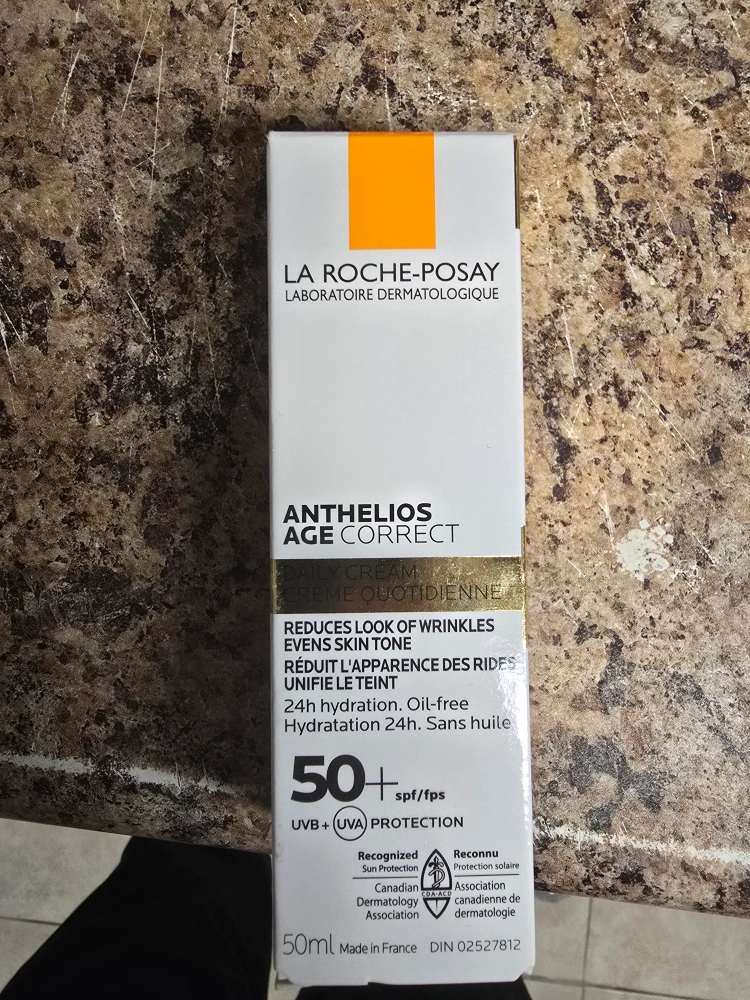 LA ROCHE-POSAY
LABORATOIRE DERMATOLOGIQUE
ANTHELIOS
AGE CORRECT
DAILY CREAM
CRÈME QUOTIDIENNE
REDUCES LOOK OF WRINKLES
EVENS SKIN TONE
RÉDUIT L'APPARENCE DES RIDES
UNIFIE LE TEINT
24h hydration. Oil-free
Hydratation 24h. Sans huile
50+ spf/fps
UVB + UVA PROTECTION
Recognized
Sun Protection
Canadian
Dermatology
Association
CDA-ACD
Reconnu
Protection solaire
Association
canadienne de
dermatologie
50ml Made in France DIN 02527812